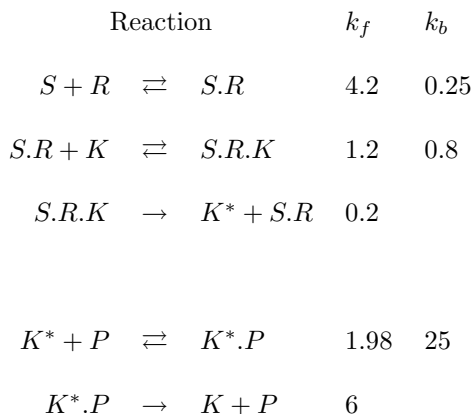 Reaction k_f k_b
S + R ⇄ S.R 4.2 0.25
S.R + K ⇄ S.R.K 1.2 0.8
S.R.K → K* + S.R 0.2
K* + P ⇄ K*.P 1.98 25
K*.P → K + P 6